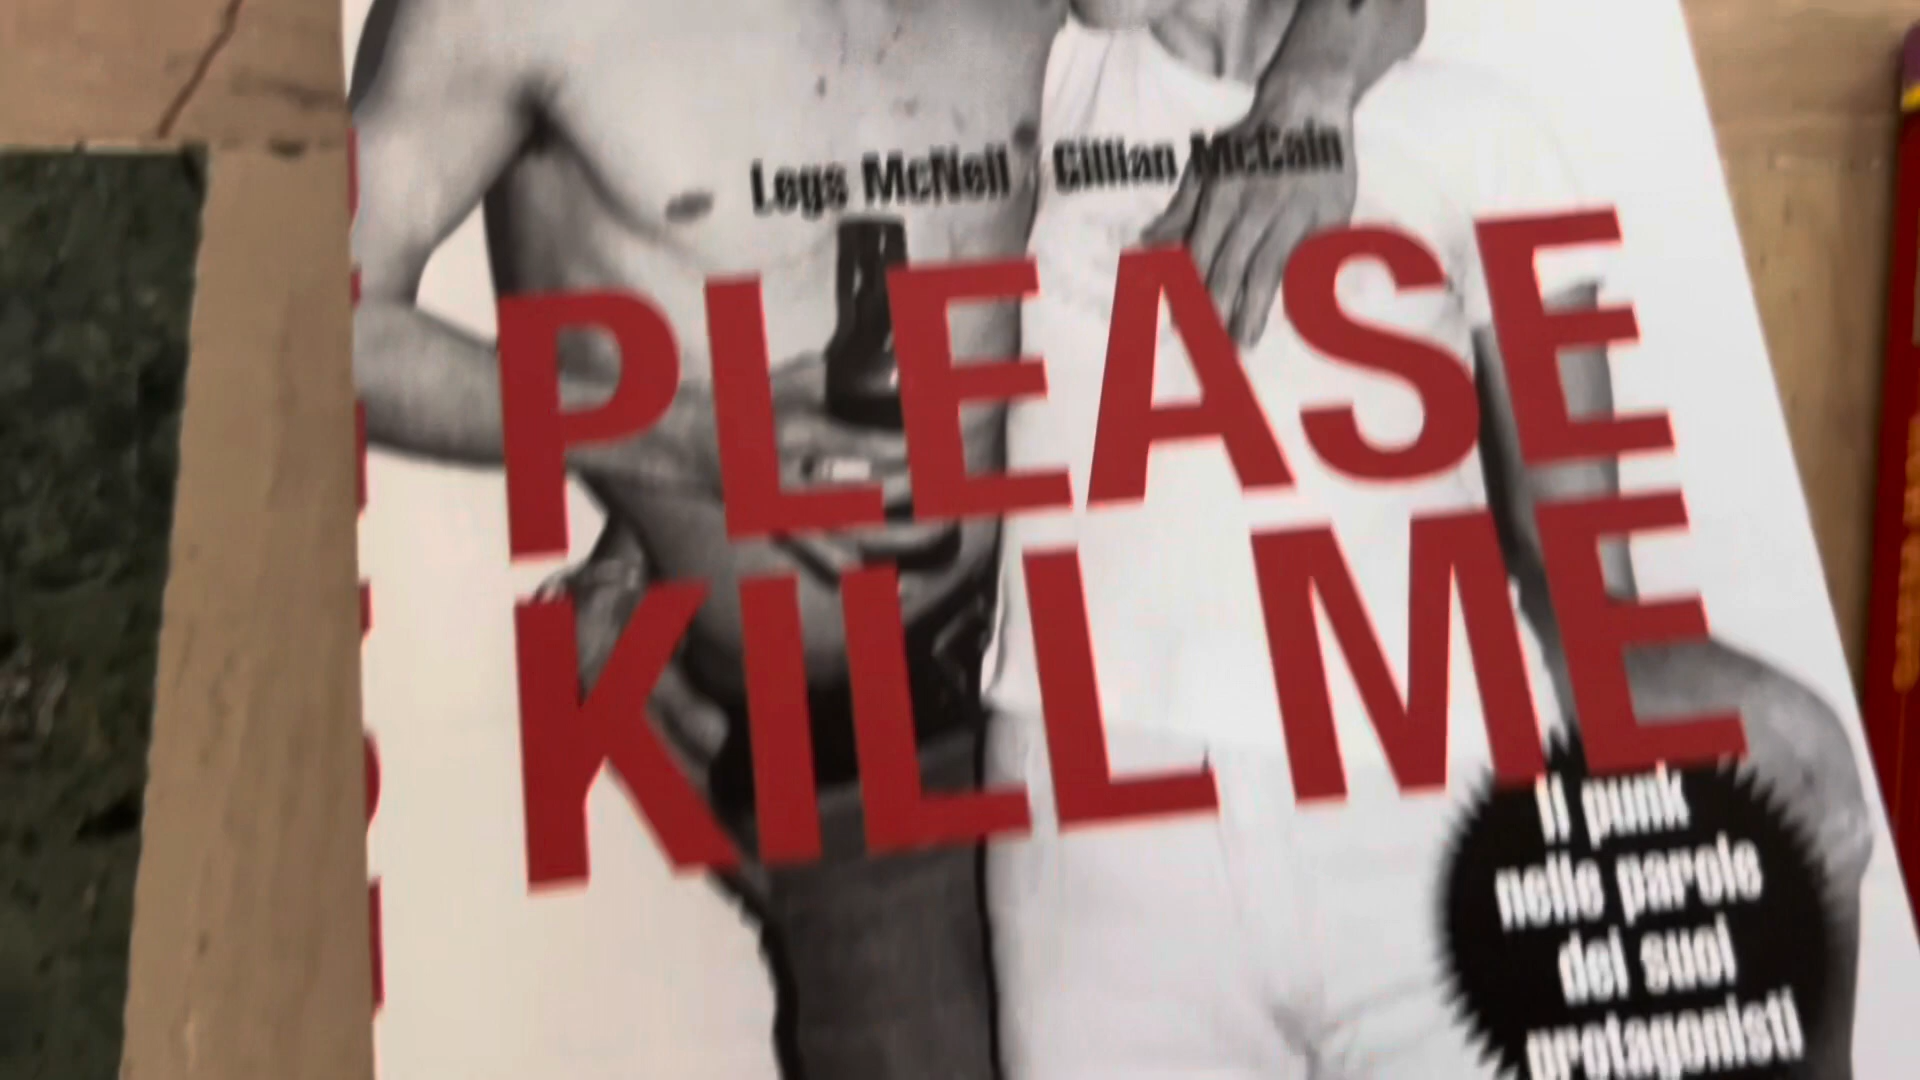 Legs McNeil Gillian McCain
PLEASE
KILL ME
Il punk
nelle parole
dei suoi
protagonisti